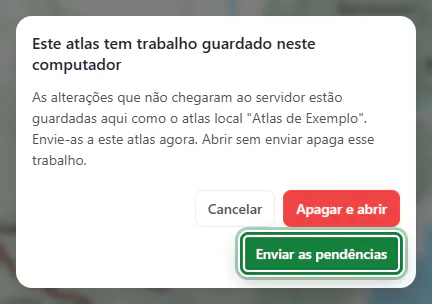 Este atlas tem trabalho guardado neste
computador
As alterações que não chegaram ao servidor estão
guardadas aqui como o atlas local "Atlas de Exemplo".
Envie-as a este atlas agora. Abrir sem enviar apaga esse
trabalho.
Cancelar
Apagar e abrir
Enviar as pendências